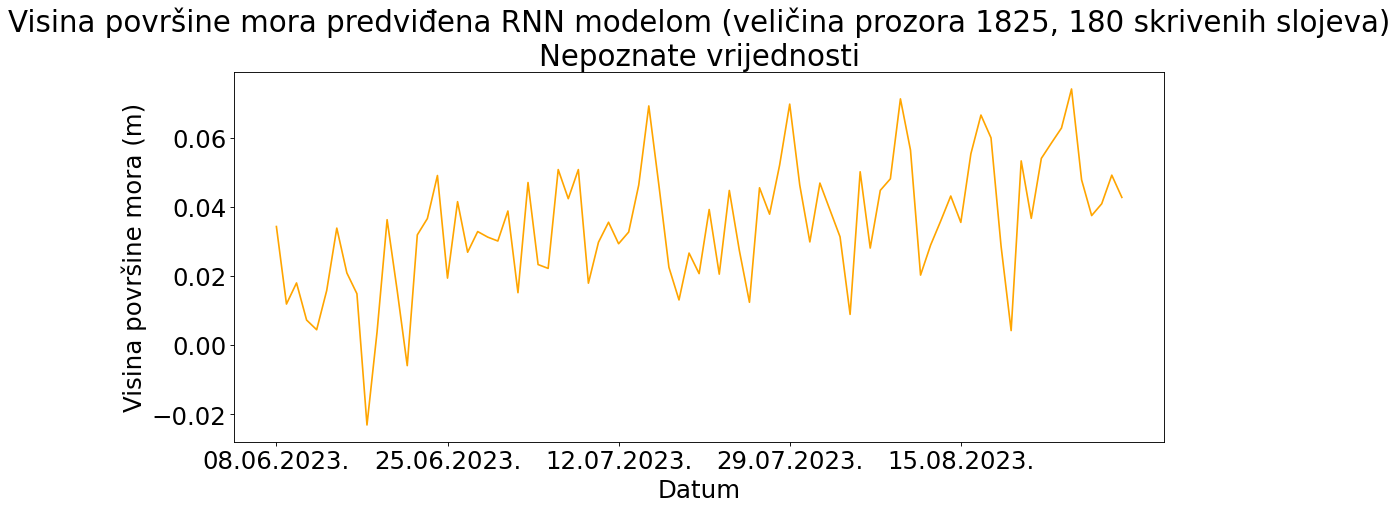 Visina površine mora predviđena RNN modelom (veličina prozora 1825, 180 skrivenih slojeva)
Nepoznate vrijednosti
Visina površine mora (m)
0.06
0.04
0.02
0.00
−0.02
08.06.2023. 25.06.2023. 12.07.2023. 29.07.2023. 15.08.2023.
Datum